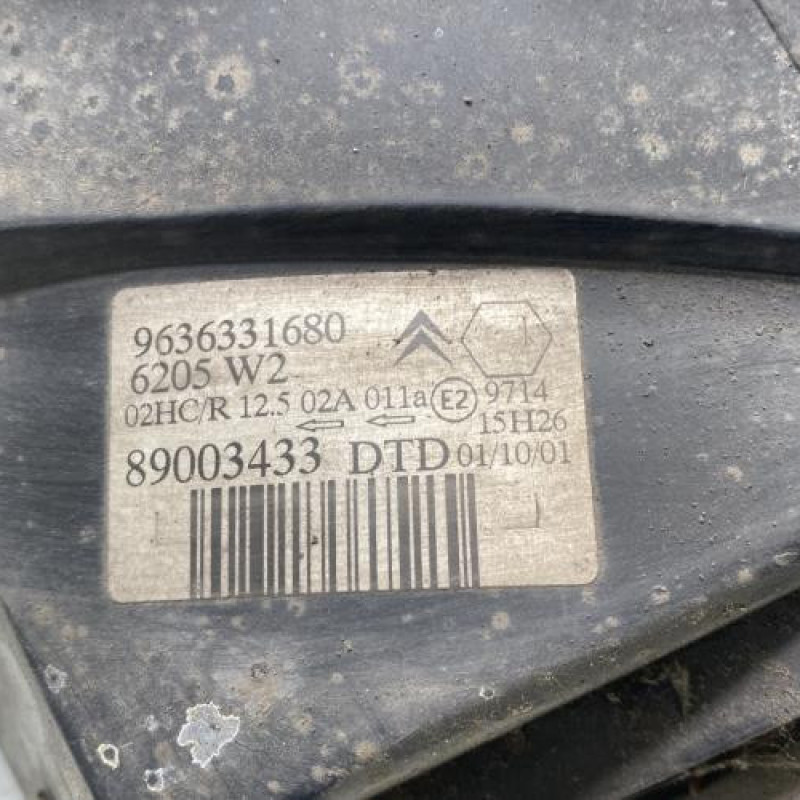 9636331680
6205 W2
02HC/R 12.5 02A 011a E2 9714
15H26
89003433 DTD 01/10/01